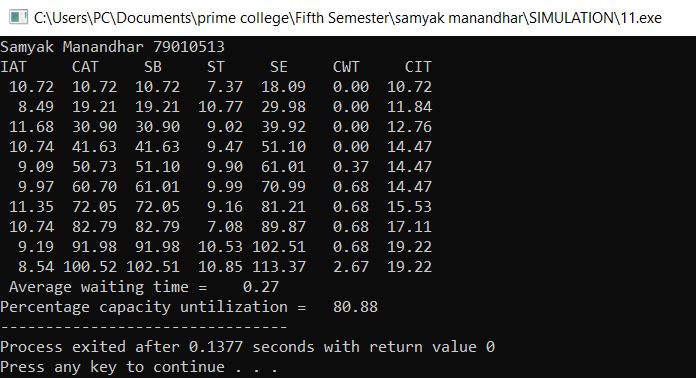 C:\Users\PC\Documents\prime college\Fifth Semester\samyak manandhar\SIMULATION\11.exe
Samyak Manandhar 79010513
IAT CAT SB ST SE CWT CIT
10.72 10.72 10.72 7.37 18.09 0.00 10.72
8.49 19.21 19.21 10.77 29.98 0.00 11.84
11.68 30.90 30.90 9.02 39.92 0.00 12.76
10.74 41.63 41.63 9.47 51.10 0.00 14.47
9.09 50.73 51.10 9.90 61.01 0.37 14.47
9.97 60.70 61.01 9.99 70.99 0.68 14.47
11.35 72.05 72.05 9.16 81.21 0.68 15.53
10.74 82.79 82.79 7.08 89.87 0.68 17.11
9.19 91.98 91.98 10.53 102.51 0.68 19.22
8.54 100.52 102.51 10.85 113.37 2.67 19.22
Average waiting time = 0.27
Percentage capacity untilization = 80.88
--------------------------------
Process exited after 0.1377 seconds with return value 0
Press any key to continue . . .